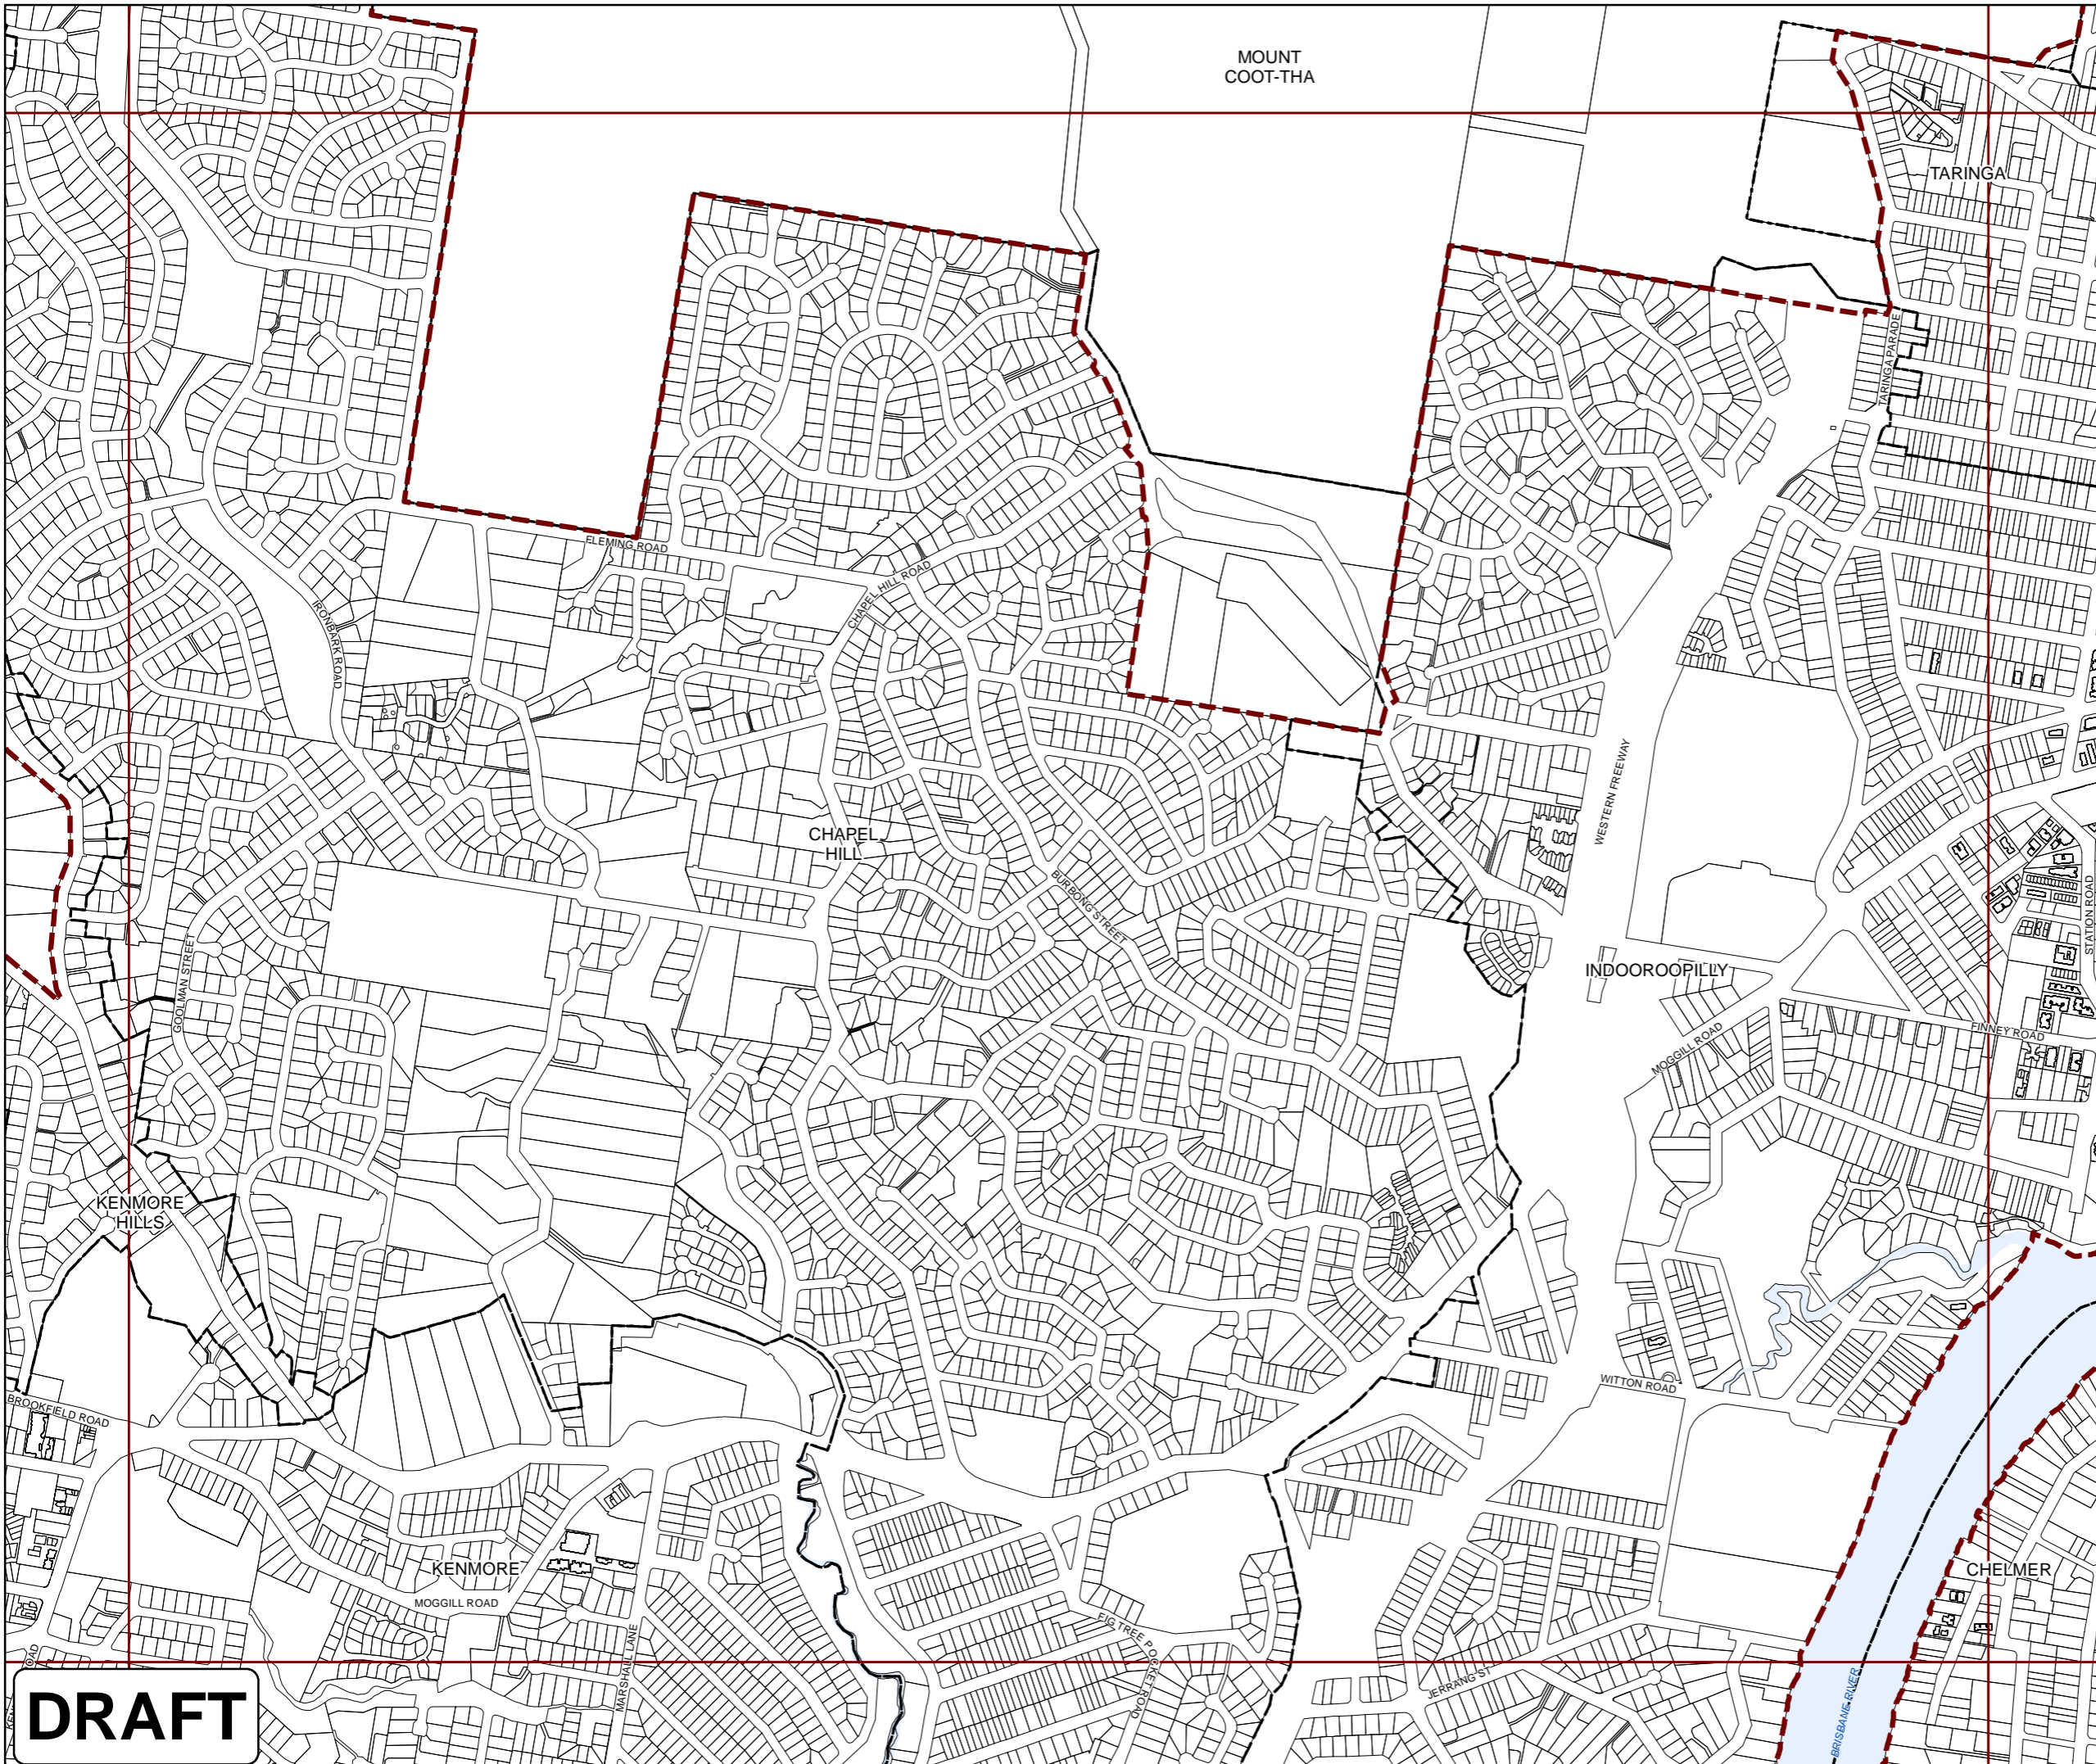 MOUNT
COOT-THA
TARINGA
TARINGA PARADE
FLEMING ROAD
CHAPEL HILL ROAD
IRONBARK ROAD
WESTERN FREEWAY
CHAPEL
HILL
BURBONG STREET
STATION ROAD
GOOLMAN STREET
INDOOROOPILLY
MOGGILL ROAD
FINNEY ROAD
KENMORE
HILLS
WITTON ROAD
BROOKFIELD ROAD
KENMORE
CHELMER
MOGGILL ROAD
FIG TREE POCKET ROAD
MARSHALL LANE
JERRANG ST
BRISBANE RIVER
DRAFT